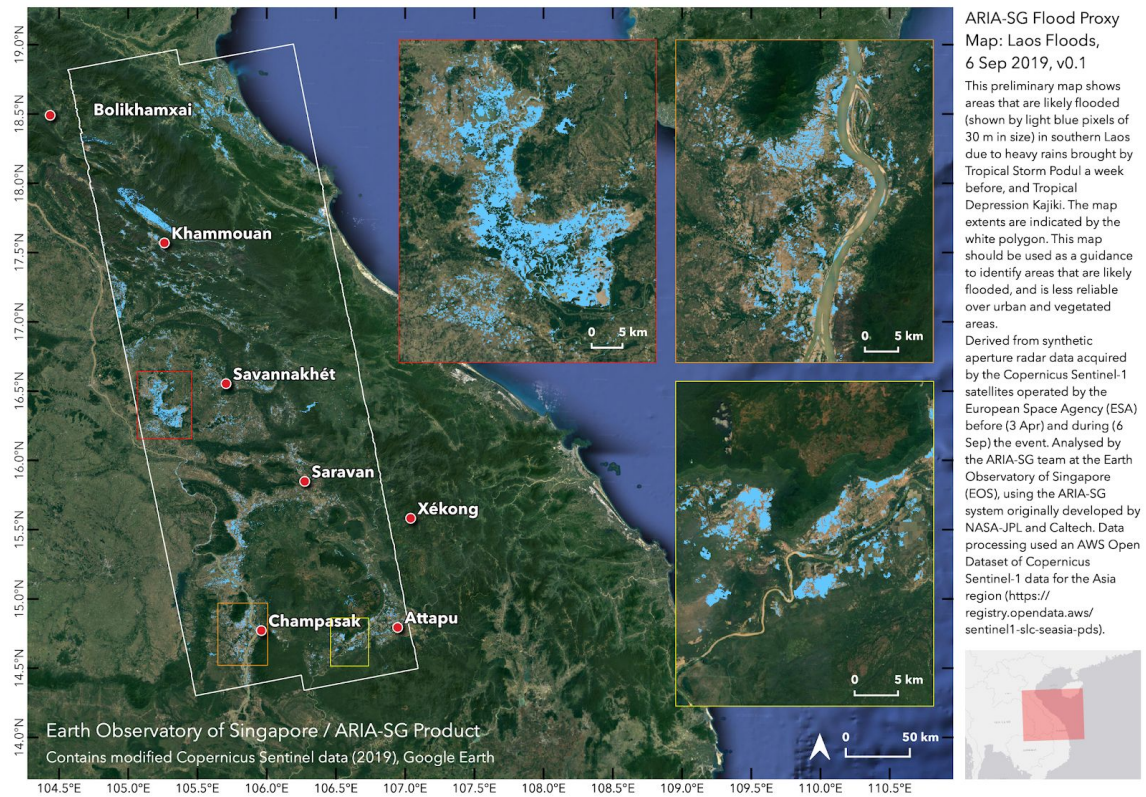 ARIA-SG Flood Proxy
Map: Laos Floods,
6 Sep 2019, v0.1
This preliminary map shows
areas that are likely flooded
(shown by light blue pixels of
30 m in size) in southern Laos
due to heavy rains brought by
Tropical Storm Podul a week
before, and Tropical
Depression Kajiki. The map
extents are indicated by the
white polygon. This map
should be used as a guidance
to identify areas that are likely
flooded, and is less reliable
over urban and vegetated
areas.
Derived from synthetic
aperture radar data acquired
by the Copernicus Sentinel-1
satellites operated by the
European Space Agency (ESA)
before (3 Apr) and during (6
Sep) the event. Analysed by
the ARIA-SG team at the Earth
Observatory of Singapore
(EOS), using the ARIA-SG
system originally developed by
NASA-JPL and Caltech. Data
processing used an AWS Open
Dataset of Copernicus
Sentinel-1 data for the Asia
region (https://
registry.opendata.aws/
sentinel1-slc-seasia-pds).
19.0°N
18.5°N
18.0°N
17.5°N
17.0°N
16.5°N
16.0°N
15.5°N
15.0°N
14.5°N
14.0°N
Bolikhamxai
Khammouan
Savannakhét
Saravan
Xékong
Champasak
Attapu
0 5 km
0 5 km
0 5 km
0 50 km
Earth Observatory of Singapore / ARIA-SG Product
Contains modified Copernicus Sentinel data (2019), Google Earth
104.5°E 105.0°E 105.5°E 106.0°E 106.5°E 107.0°E 107.5°E 108.0°E 108.5°E 109.0°E 109.5°E 110.0°E 110.5°E